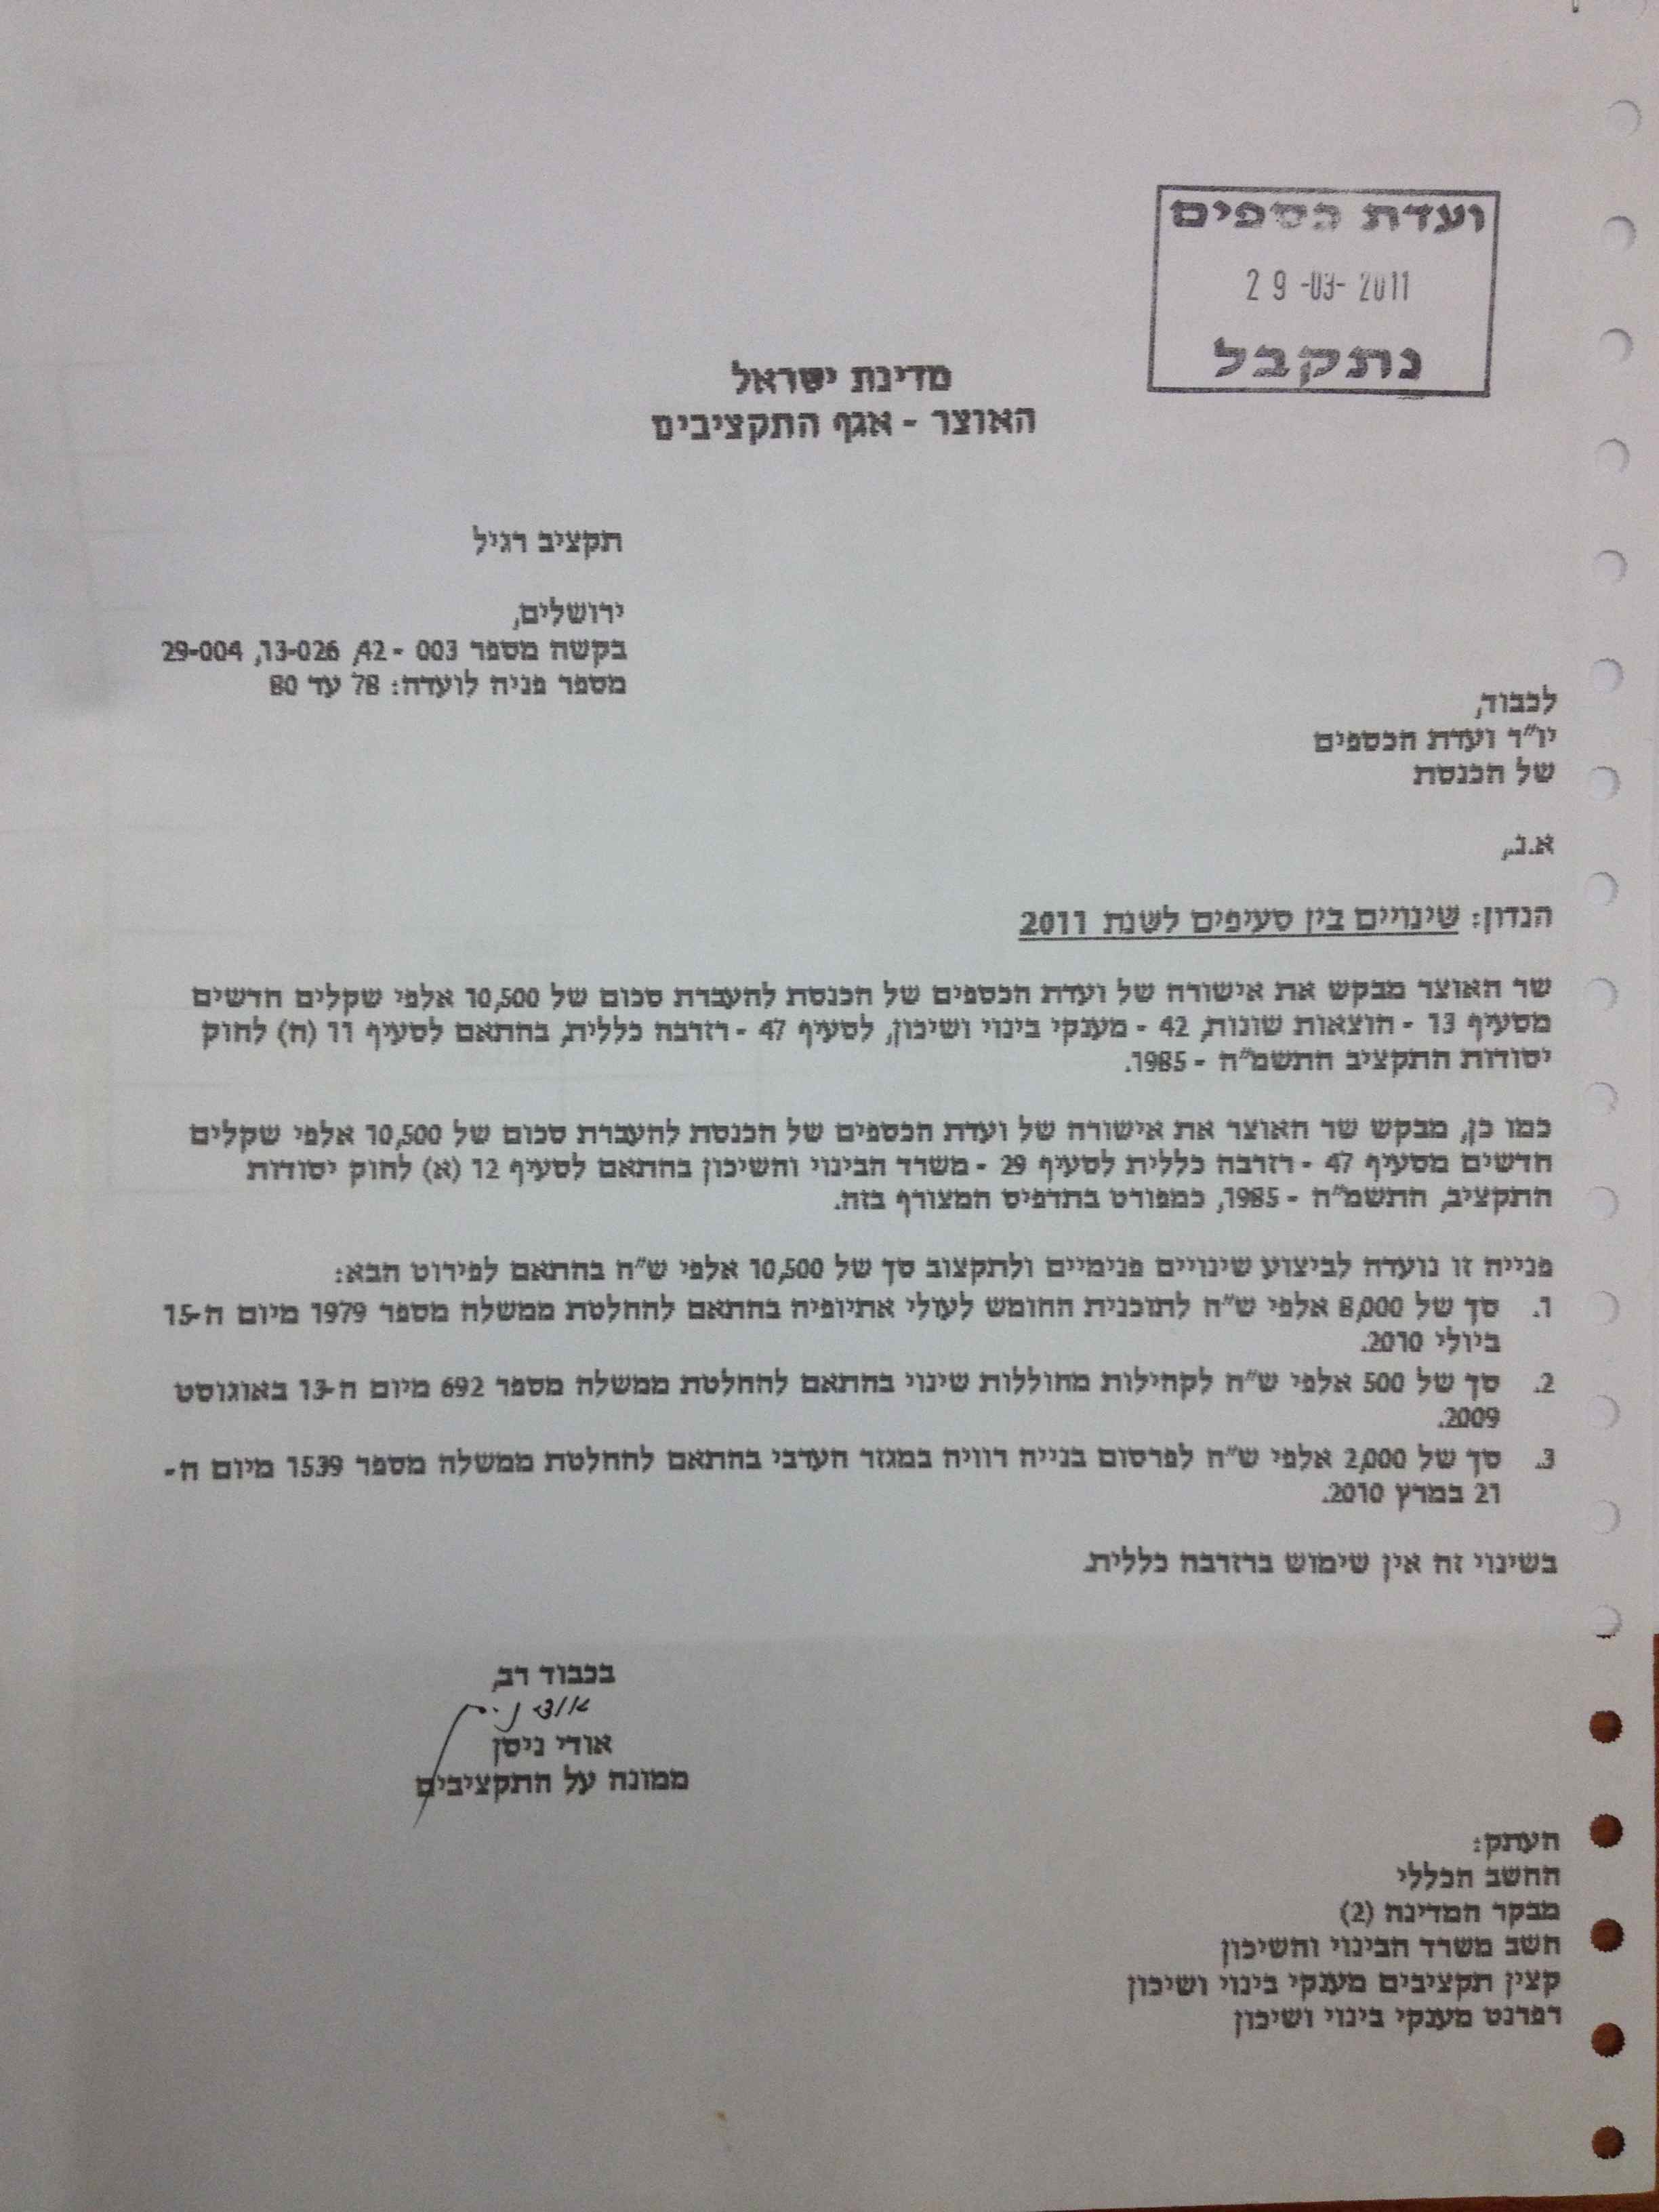 ועדת כספים
29-03-2011
נתקבל
מדינת ישראל
האוצר - אגף התקציבים
תקציב רגיל
ירושלים,
בקשה מספר 003 - 42, 13-026, 29-004
מספר פניה לועדה: 78 עד 80
לכבוד,
יו"ר ועדת הכספים
של הכנסת
א.נ.,
הנדון: שינויים בין סעיפים לשנת 2011
שר האוצר מבקש את אישורה של ועדת הכספים של הכנסת להעברת סכום של 10,500 אלפי שקלים חדשים
מסעיף 13 - הוצאות שונות, 42 - מענקי בינוי ושיכון, לסעיף 47 - רזרבה כללית, בהתאם לסעיף 11 (ח) לחוק
יסודות התקציב התשמ"ה - 1985.
כמו כן, מבקש שר האוצר את אישורה של ועדת הכספים של הכנסת להעברת סכום של 10,500 אלפי שקלים
חדשים מסעיף 47 - רזרבה כללית לסעיף 29 - משרד הבינוי והשיכון בהתאם לסעיף 12 (א) לחוק יסודות
התקציב, התשמ"ה - 1985, כמפורט בתדפיס המצורף בזה.
פנייה זו נועדה לביצוע שינויים פנימיים ולתקצוב סך של 10,500 אלפי ש"ח בהתאם לפירוט הבא:
1. סך של 8,000 אלפי ש"ח לתוכנית החומש לעולי אתיופיה בהתאם להחלטת ממשלה מספר 1979 מיום ה-15
ביולי 2010.
2. סך של 500 אלפי ש"ח לקהילות מחוללות שינוי בהתאם להחלטת ממשלה מספר 692 מיום ה-13 באוגוסט
2009.
3. סך של 2,000 אלפי ש"ח לפרסום בנייה רוויה במגזר הערבי בהתאם להחלטת ממשלה מספר 1539 מיום ה-
21 במרץ 2010.
בשינוי זה אין שימוש ברזרבה כללית.
בכבוד רב,
אודי ניסן
ממונה על התקציבים
העתק:
החשב הכללי
מבקר המדינה (2)
חשב משרד הבינוי והשיכון
קצין תקציבים מענקי בינוי ושיכון
רפרנט מענקי בינוי ושיכון